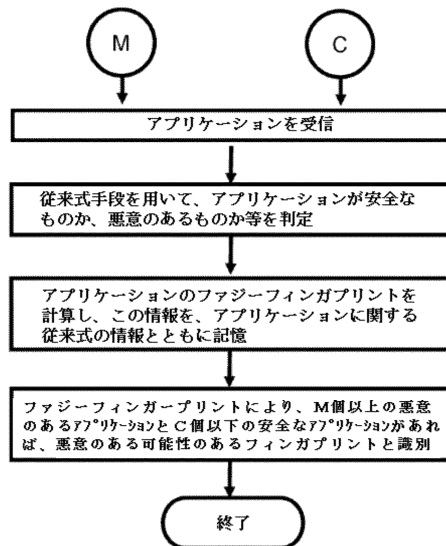 M
C
アプリケーションを受信
従来式手段を用いて、アプリケーションが安全な
ものか、悪意のあるものか等を判定
アプリケーションのファジーフィンガプリントを
計算し、この情報を、アプリケーションに関する
従来式の情報とともに記憶
ファジーフィンガープリントにより、M個以上の悪意
のあるｱﾌﾟﾘｹｰｼｮﾝとC個以下の安全なｱﾌﾟﾘｹｰｼｮﾝがあれ
ば、悪意のある可能性のあるフィンガプリントと識別
終了